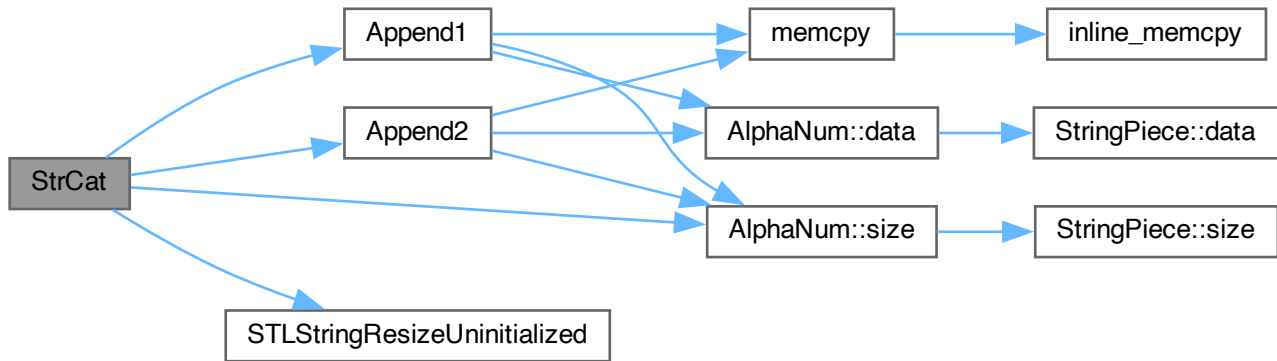 Append1
memcpy
inline_memcpy
Append2
AlphaNum::data
StringPiece::data
StrCat
AlphaNum::size
StringPiece::size
STLStringResizeUninitialized